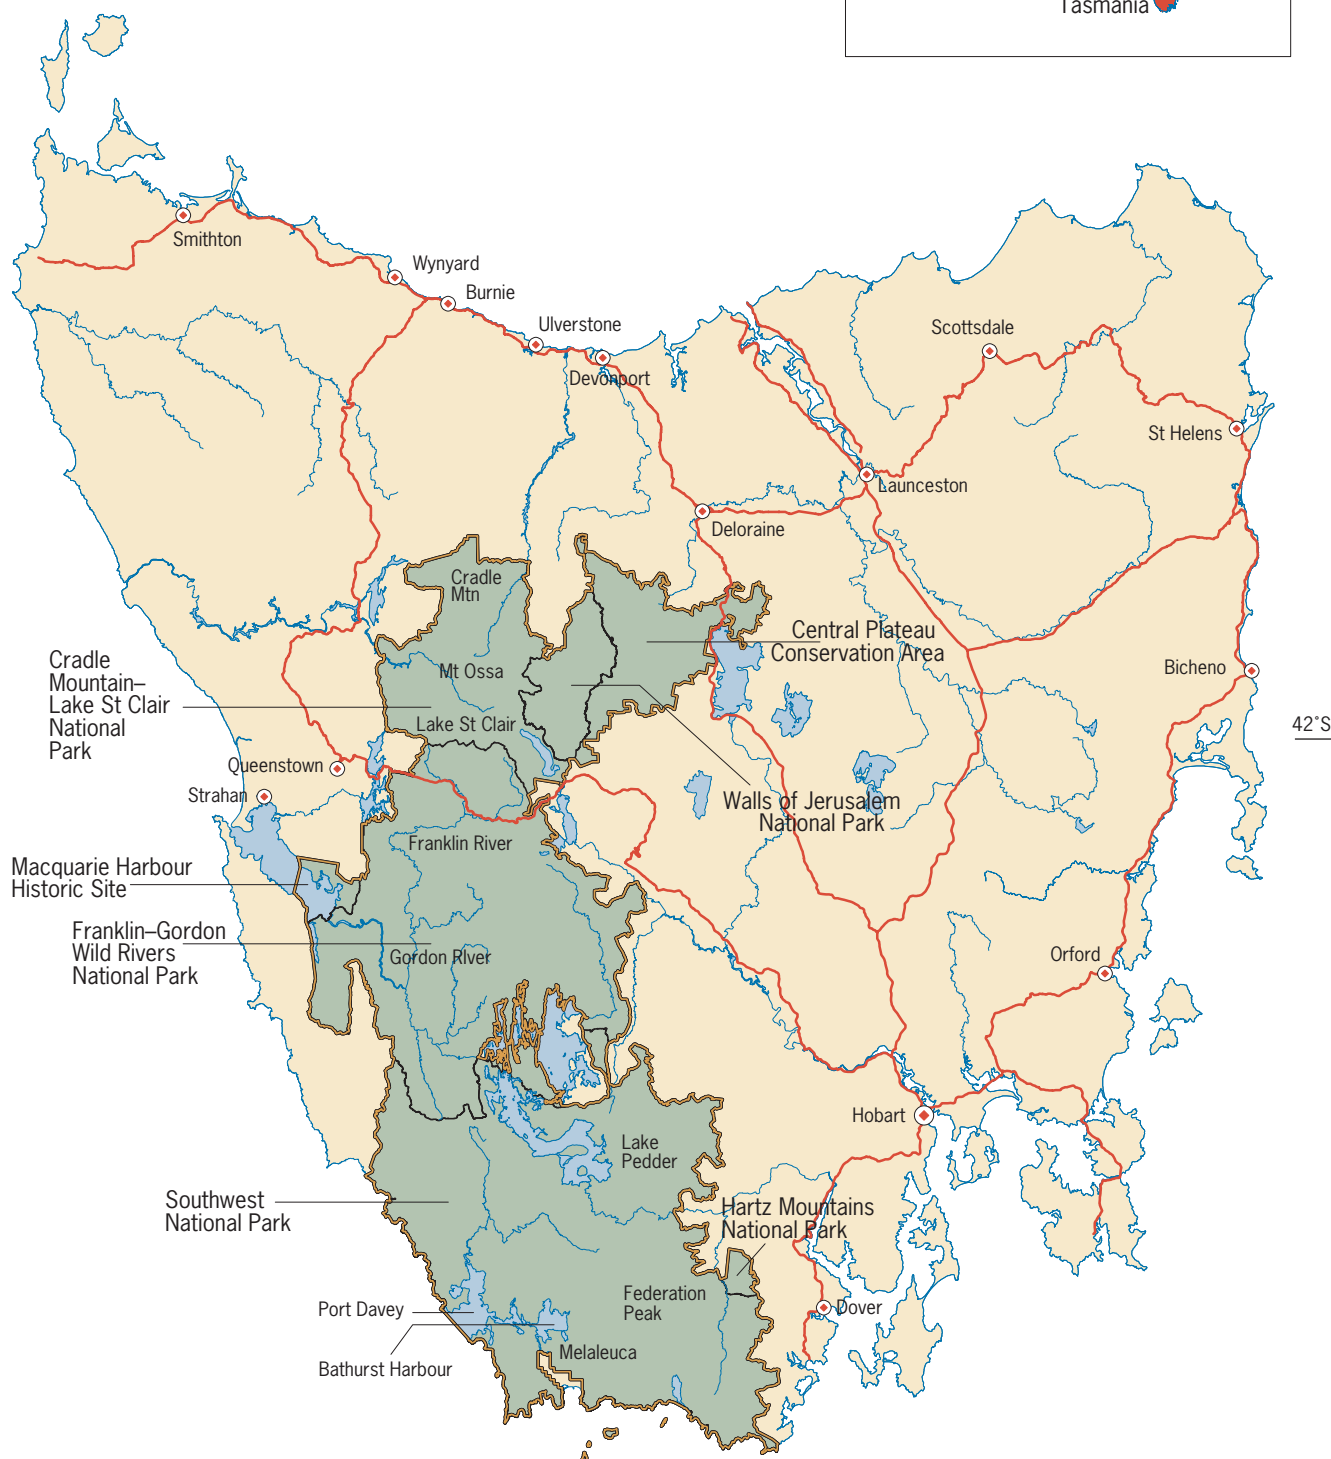 Tasmania
Smithton
Wynyard
Burnie
Ulverstone
Devonport
Scottsdale
St Helens
Launceston
Deloraine
Cradle
Mtn
Central Plateau
Conservation Area
Cradle
Mountain–
Lake St Clair
National
Park
Mt Ossa
Bicheno
Lake St Clair
42˚S
Queenstown
Strahan
Walls of Jerusalem
National Park
Franklin River
Macquarie Harbour
Historic Site
Franklin–Gordon
Wild Rivers
National Park
Gordon RIver
Orford
Hobart
Lake
Pedder
Southwest
National Park
Hartz Mountains
National Park
Federation
Peak
Port Davey
Dover
Melaleuca
Bathurst Harbour